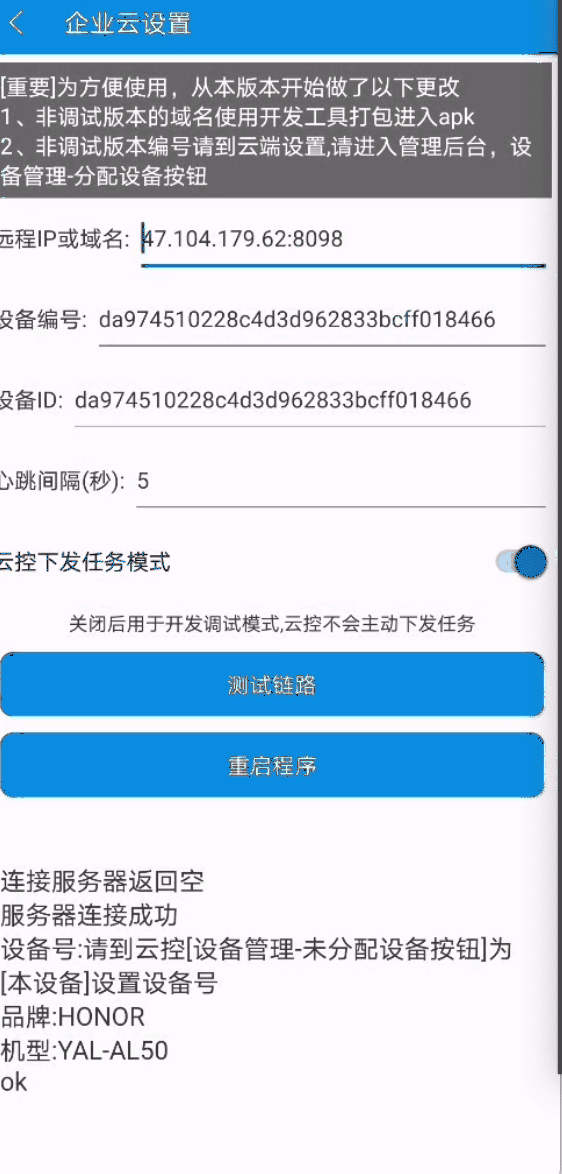 企业云设置
[重要]为方便使用，从本版本开始做了以下更改
1、非调试版本的域名使用开发工具打包进入apk
2、非调试版本编号请到云端设置,请进入管理后台，设
备管理-分配设备按钮
远程IP或域名: 47.104.179.62:8098
设备编号: da974510228c4d3d962833bcff018466
设备ID: da974510228c4d3d962833bcff018466
心跳间隔(秒): 5
云控下发任务模式
关闭后用于开发调试模式,云控不会主动下发任务
测试链路
重启程序
连接服务器返回空
服务器连接成功
设备号:请到云控[设备管理-未分配设备按钮]为
[本设备]设置设备号
品牌:HONOR
机型:YAL-AL50
ok